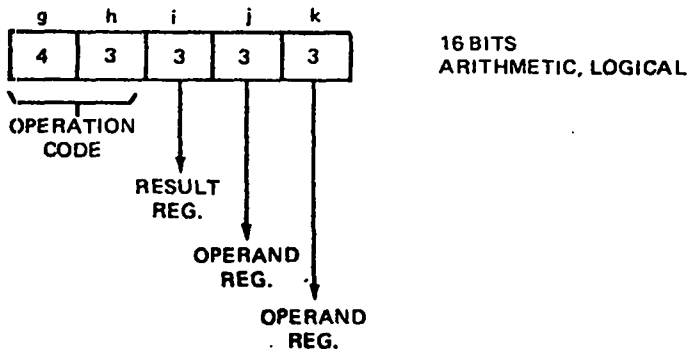 g h i j k
4 3 3 3 3
16 BITS
ARITHMETIC, LOGICAL
OPERATION
CODE
RESULT
REG.
OPERAND
REG.
OPERAND
REG.